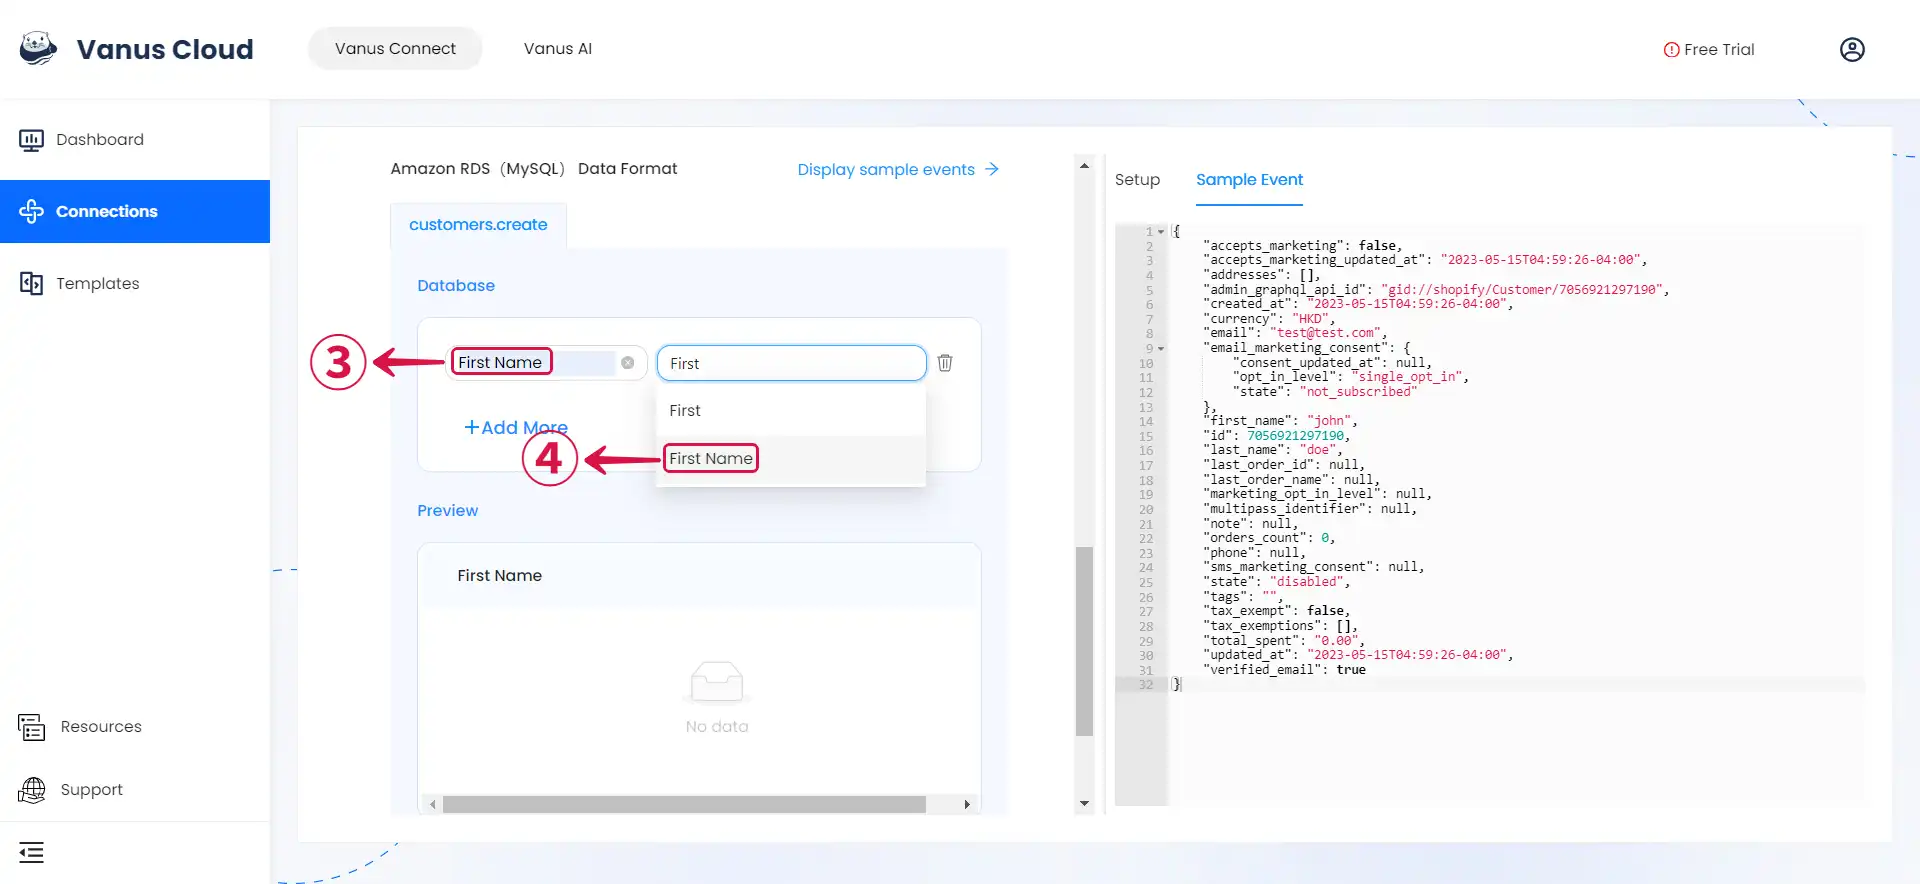 Vanus Cloud
Vanus Connect
Vanus AI
Free Trial
Dashboard
Connections
Templates
Resources
Support
Amazon RDS（MySQL） Data Format
Display sample events →
customers.create
Database
3
First Name
First
+Add More
First
4
First Name
Preview
First Name
No data
Setup
Sample Event
1 {
2 "accepts_marketing": false,
3 "accepts_marketing_updated_at": "2023-05-15T04:59:26-04:00",
4 "addresses": [],
5 "admin_graphql_api_id": "gid://shopify/Customer/7056921297190",
6 "created_at": "2023-05-15T04:59:26-04:00",
7 "currency": "HKD",
8 "email": "test@test.com",
9 "email_marketing_consent": {
10 "consent_updated_at": null,
11 "opt_in_level": "single_opt_in",
12 "state": "not_subscribed"
13 },
14 "first_name": "john",
15 "id": 7056921297190,
16 "last_name": "doe",
17 "last_order_id": null,
18 "last_order_name": null,
19 "marketing_opt_in_level": null,
20 "multipass_identifier": null,
21 "note": null,
22 "orders_count": 0,
23 "phone": null,
24 "sms_marketing_consent": null,
25 "state": "disabled",
26 "tags": "",
27 "tax_exempt": false,
28 "tax_exemptions": [],
29 "total_spent": "0.00",
30 "updated_at": "2023-05-15T04:59:26-04:00",
31 "verified_email": true
32 }